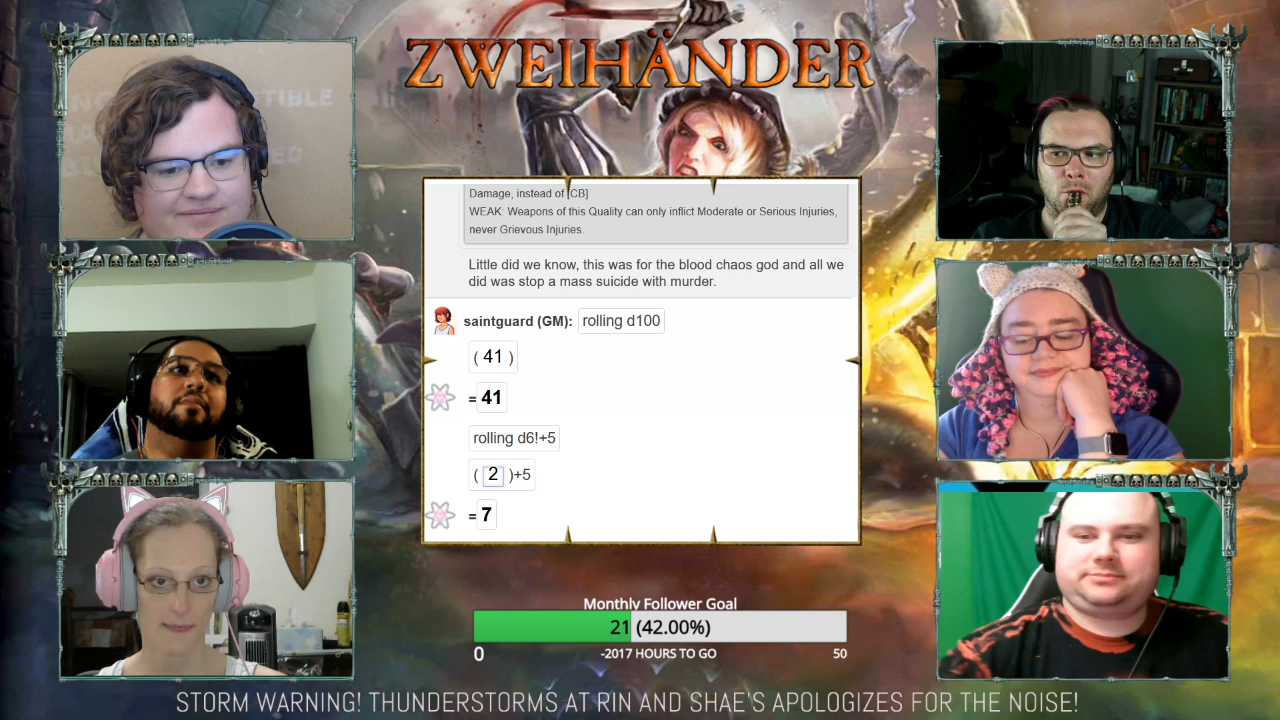 ZWEIHÄNDER
TIBLE
ED
Damage, instead of [CB]
WEAK: Weapons of this Quality can only inflict Moderate or Serious Injuries,
never Grievous Injuries.
Little did we know, this was for the blood chaos god and all we
did was stop a mass suicide with murder.
saintguard (GM): rolling d100
( 41 )
=41
rolling d6!+5
( 2 )+5
=7
Monthly Follower Goal
21 (42.00%)
0 -2017 HOURS TO GO 50
STORM WARNING! THUNDERSTORMS AT RIN AND SHAE'S APOLOGIZES FOR THE NOISE!